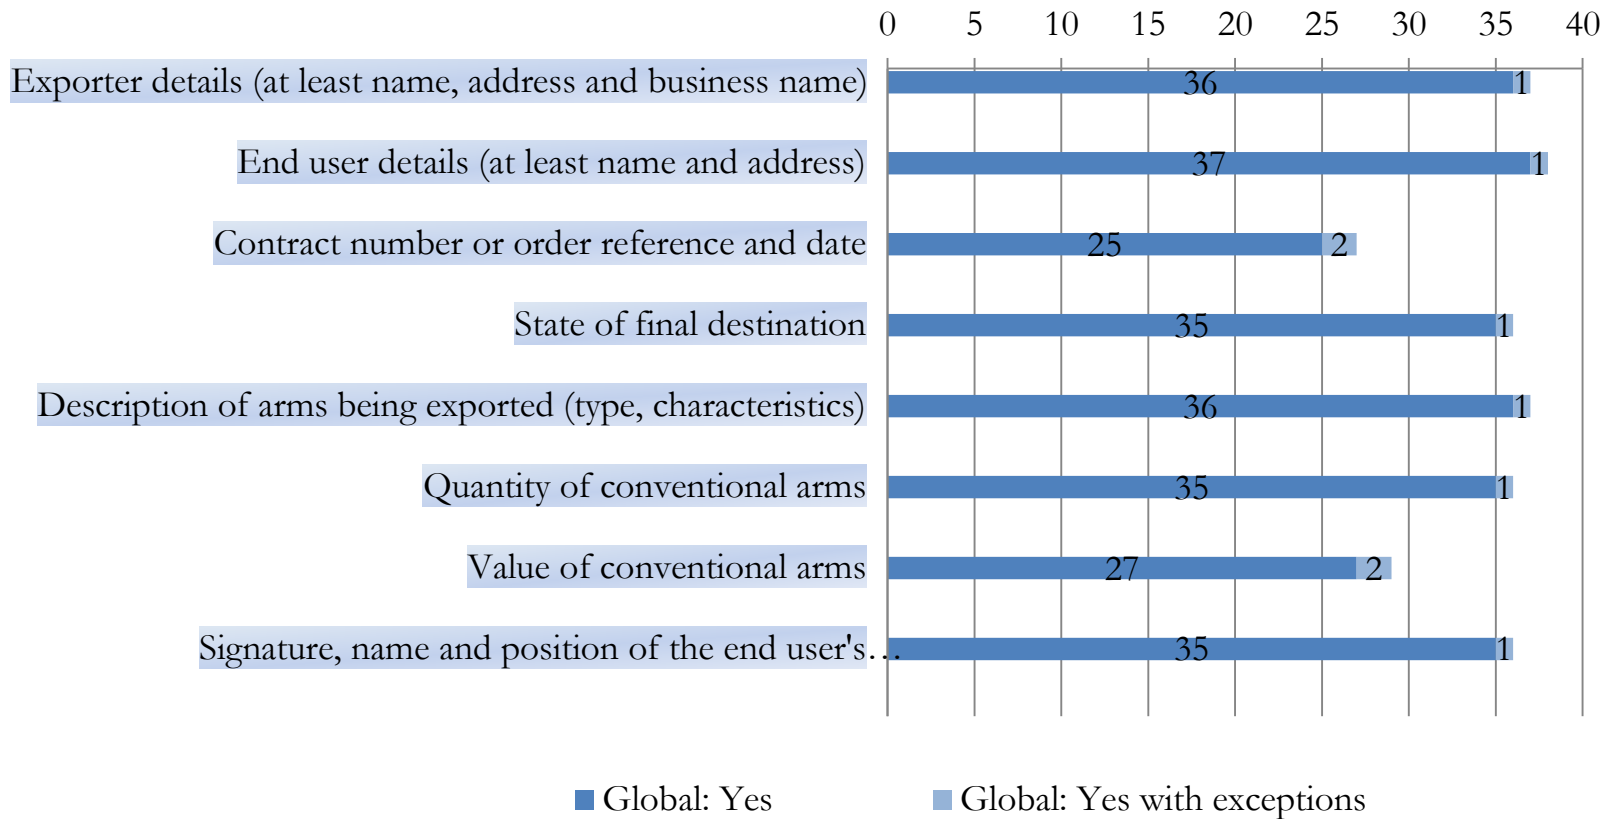 0 5 10 15 20 25 30 35 40
Exporter details (at least name, address and business name) 36 1
End user details (at least name and address) 37 1
Contract number or order reference and date 25 2
State of final destination 35 1
Description of arms being exported (type, characteristics) 36 1
Quantity of conventional arms 35 1
Value of conventional arms 27 2
Signature, name and position of the end user's… 35 1
Global: Yes Global: Yes with exceptions